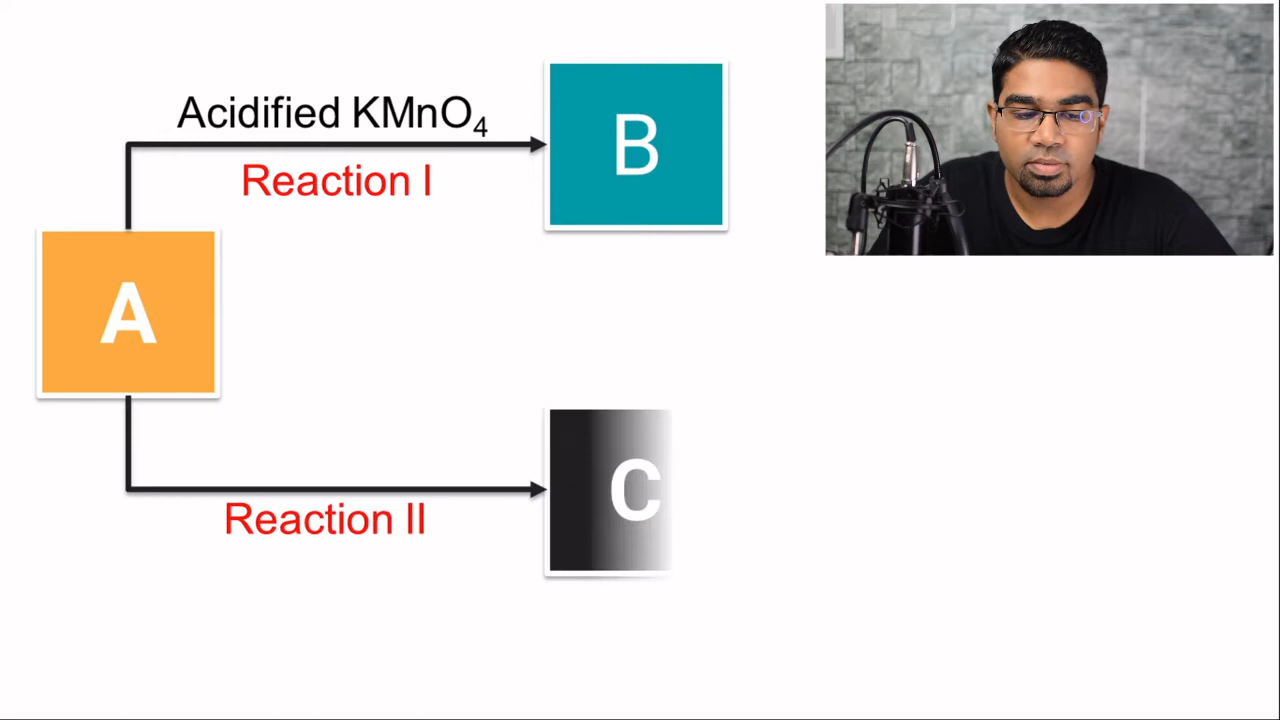 Acidified KMnO₄
Reaction I
B
A
C
Reaction II